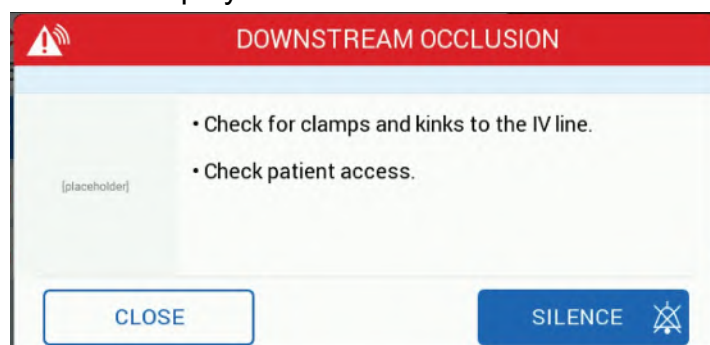 DOWNSTREAM OCCLUSION
• Check for clamps and kinks to the IV line.
• Check patient access.
[placeholder]
CLOSE
SILENCE